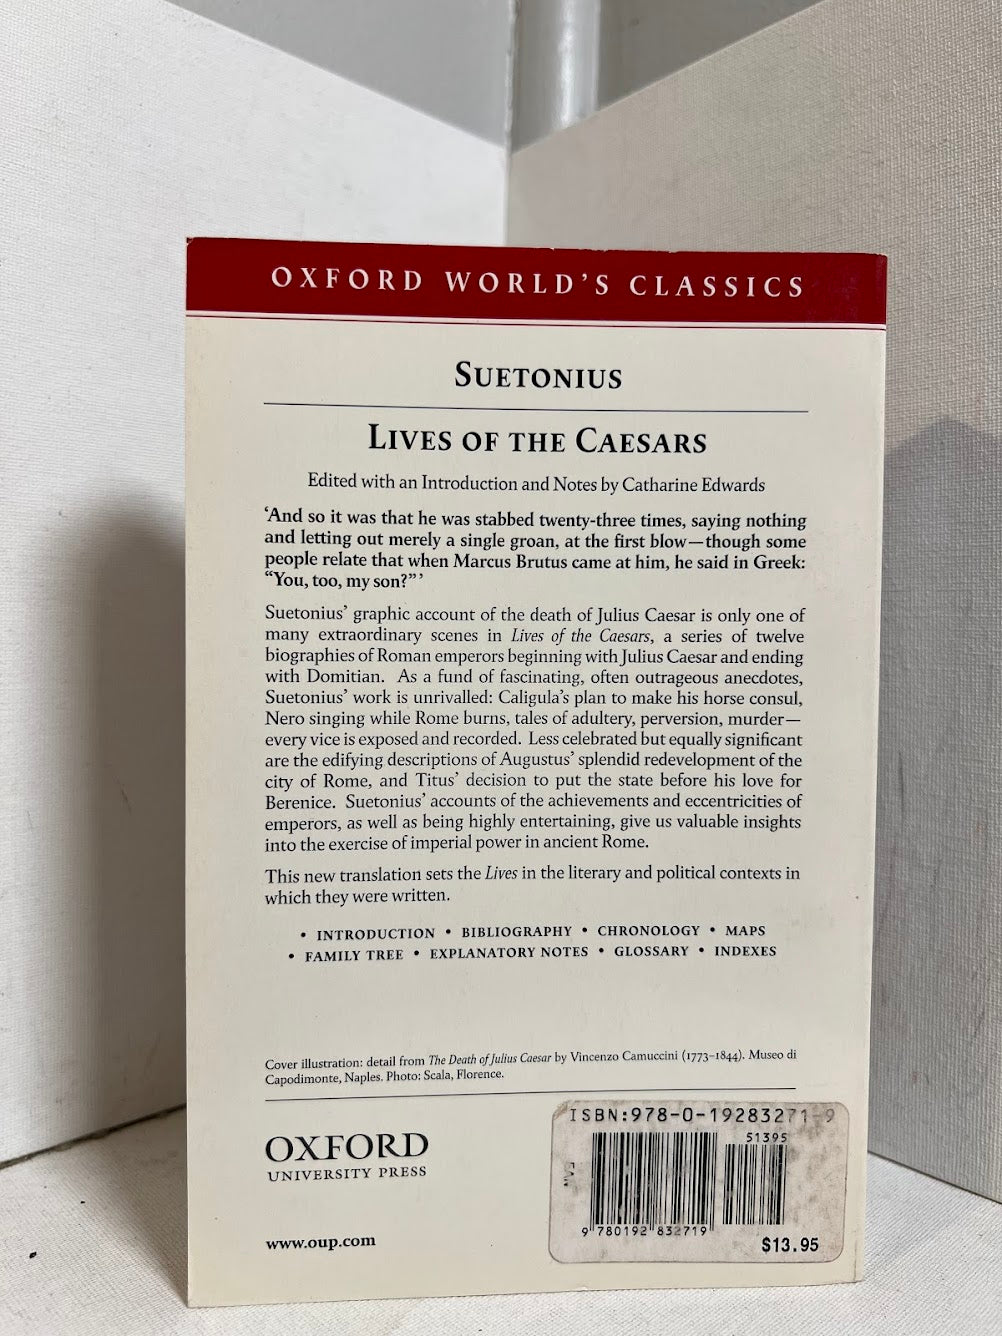 OXFORD WORLD'S CLASSICS
SUETONIUS
LIVES OF THE CAESARS
Edited with an Introduction and Notes by Catharine Edwards
‘And so it was that he was stabbed twenty-three times, saying nothing
and letting out merely a single groan, at the first blow—though some
people relate that when Marcus Brutus came at him, he said in Greek:
“You, too, my son?”’
Suetonius’ graphic account of the death of Julius Caesar is only one of
many extraordinary scenes in Lives of the Caesars, a series of twelve
biographies of Roman emperors beginning with Julius Caesar and ending
with Domitian. As a fund of fascinating, often outrageous anecdotes,
Suetonius’ work is unrivalled: Caligula’s plan to make his horse consul,
Nero singing while Rome burns, tales of adultery, perversion, murder—
every vice is exposed and recorded. Less celebrated but equally significant
are the edifying descriptions of Augustus’ splendid redevelopment of the
city of Rome, and Titus’ decision to put the state before his love for
Berenice. Suetonius’ accounts of the achievements and eccentricities of
emperors, as well as being highly entertaining, give us valuable insights
into the exercise of imperial power in ancient Rome.
This new translation sets the Lives in the literary and political contexts in
which they were written.
• INTRODUCTION • BIBLIOGRAPHY • CHRONOLOGY • MAPS
• FAMILY TREE • EXPLANATORY NOTES • GLOSSARY • INDEXES
Cover illustration: detail from The Death of Julius Caesar by Vincenzo Camuccini (1773–1844). Museo di
Capodimonte, Naples. Photo: Scala, Florence.
OXFORD
UNIVERSITY PRESS
www.oup.com
ISBN:978-0-19283271-9
51395
EAN
9 780192 832719
$13.95